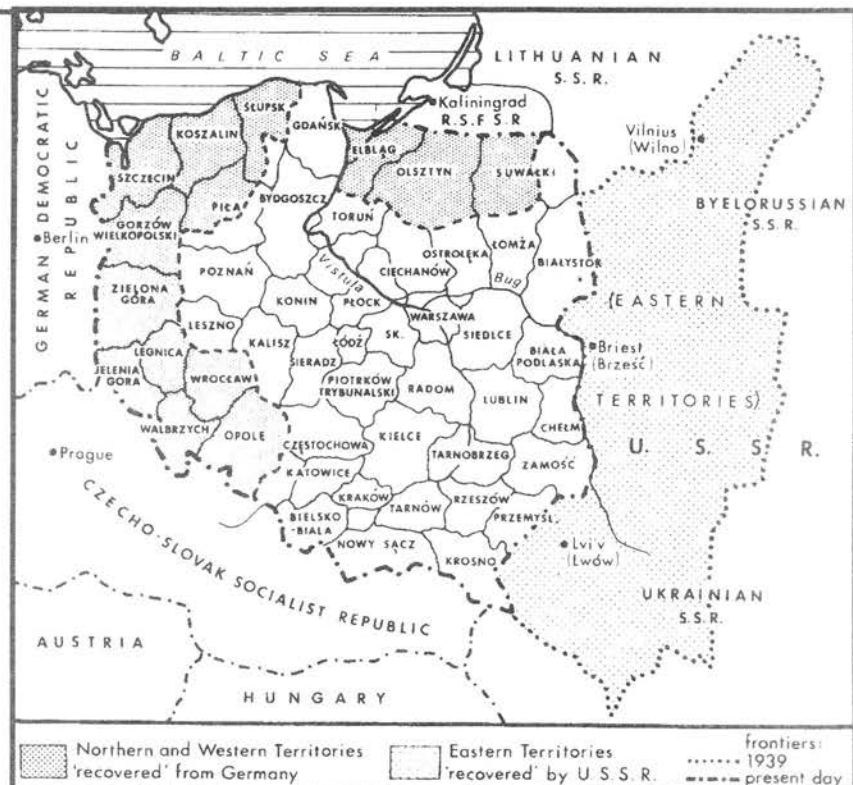 BALTIC SEA
LITHUANIAN
S.S.R.
Kaliningrad
R.S.F S.R
Vilnius
(Wilno)
BYELORUSSIAN
S.S.R.
GERMAN DEMOCRATIC
REPUBLIC
Berlin
SŁUPSK
GDAŃSK
KOSZALIN
ELBLĄG
OLSZTYN
SUWAŁKI
SZCZECIN
PIŁA
BYDGOSZCZ
TORUŃ
GORZÓW
WIELKOPOLSKI
OSTROŁĘKA
ŁOMŻA
BIAŁYSTOK
CIECHANÓW
POZNAŃ
Vistula
Bug
(EASTERN
TERRITORIES)
ZIELONA
GÓRA
KONIN
PŁOCK
WARSZAWA
SIEDLCE
LESZNO
KALISZ
ŁÓDŹ
SK.
SIERADZ
BIAŁA
PODLASKA
Briest
(Brześć)
LEGNICA
JELENIA
GORA
WROCŁAW
PIOTRKÓW
TRYBUNALSKI
RADOM
LUBLIN
CHEŁM
U. S. S. R.
WALBRZYCH
OPOLE
CZĘSTOCHOWA
KIELCE
TARNOBRZEG
ZAMOŚĆ
Prague
KATOWICE
KRAKÓW
TARNÓW
RZESZÓW
PRZEMYŚL
BIELSKO
BIALA
NOWY SĄCZ
KROSNO
Lviv
(Lwów)
UKRAINIAN
S.S.R.
CZECHO-SLOVAK SOCIALIST REPUBLIC
AUSTRIA
HUNGARY
Northern and Western Territories
'recovered' from Germany
Eastern Territories
'recovered' by U.S.S.R.
frontiers:
1939
present day